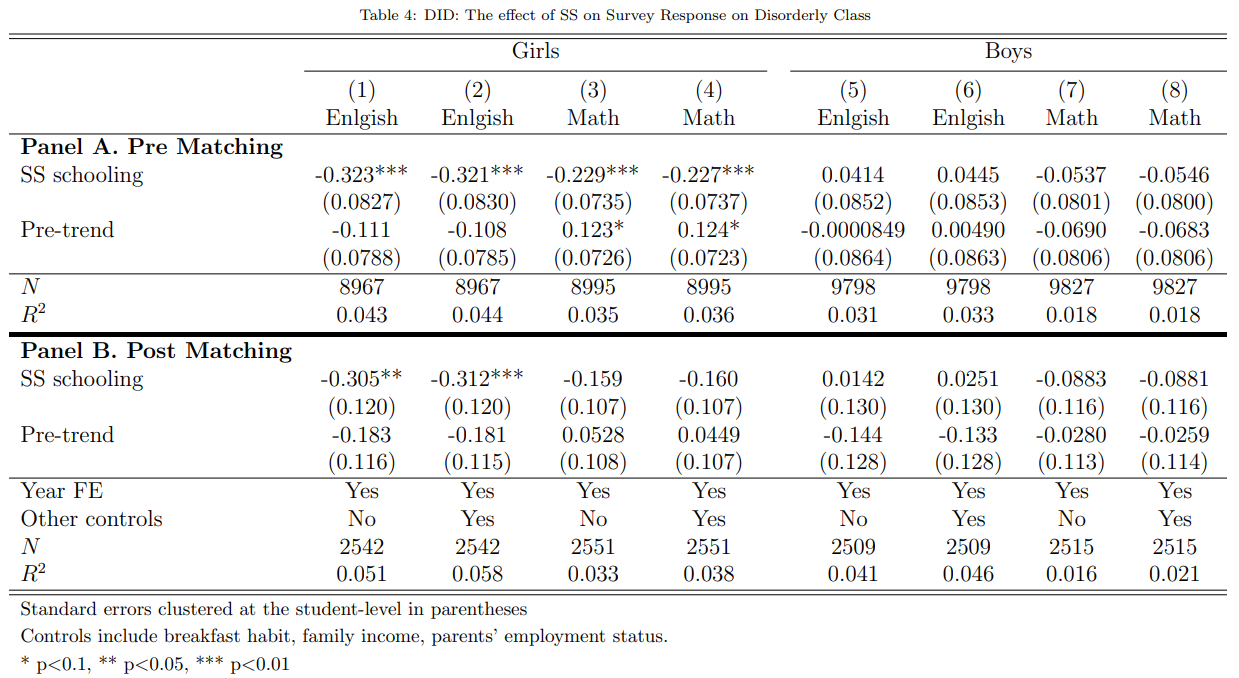 Table 4: DID: The effect of SS on Survey Response on Disorderly Class
Girls Boys
(1) (2) (3) (4) (5) (6) (7) (8)
Enlgish Enlgish Math Math Enlgish Enlgish Math Math
Panel A. Pre Matching
SS schooling -0.323*** -0.321*** -0.229*** -0.227*** 0.0414 0.0445 -0.0537 -0.0546
(0.0827) (0.0830) (0.0735) (0.0737) (0.0852) (0.0853) (0.0801) (0.0800)
Pre-trend -0.111 -0.108 0.123* 0.124* -0.0000849 0.00490 -0.0690 -0.0683
(0.0788) (0.0785) (0.0726) (0.0723) (0.0864) (0.0863) (0.0806) (0.0806)
N 8967 8967 8995 8995 9798 9798 9827 9827
R² 0.043 0.044 0.035 0.036 0.031 0.033 0.018 0.018
Panel B. Post Matching
SS schooling -0.305** -0.312*** -0.159 -0.160 0.0142 0.0251 -0.0883 -0.0881
(0.120) (0.120) (0.107) (0.107) (0.130) (0.130) (0.116) (0.116)
Pre-trend -0.183 -0.181 0.0528 0.0449 -0.144 -0.133 -0.0280 -0.0259
(0.116) (0.115) (0.108) (0.107) (0.128) (0.128) (0.113) (0.114)
Year FE Yes Yes Yes Yes Yes Yes Yes Yes
Other controls No Yes No Yes No Yes No Yes
N 2542 2542 2551 2551 2509 2509 2515 2515
R² 0.051 0.058 0.033 0.038 0.041 0.046 0.016 0.021
Standard errors clustered at the student-level in parentheses
Controls include breakfast habit, family income, parents' employment status.
* p<0.1, ** p<0.05, *** p<0.01